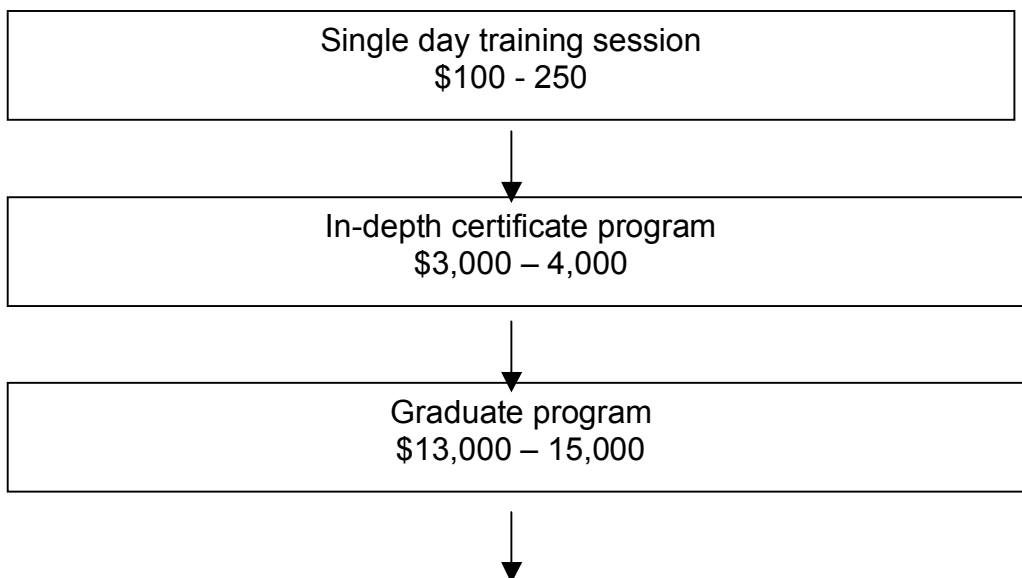 Single day training session
$100 - 250
In-depth certificate program
$3,000 – 4,000
Graduate program
$13,000 – 15,000